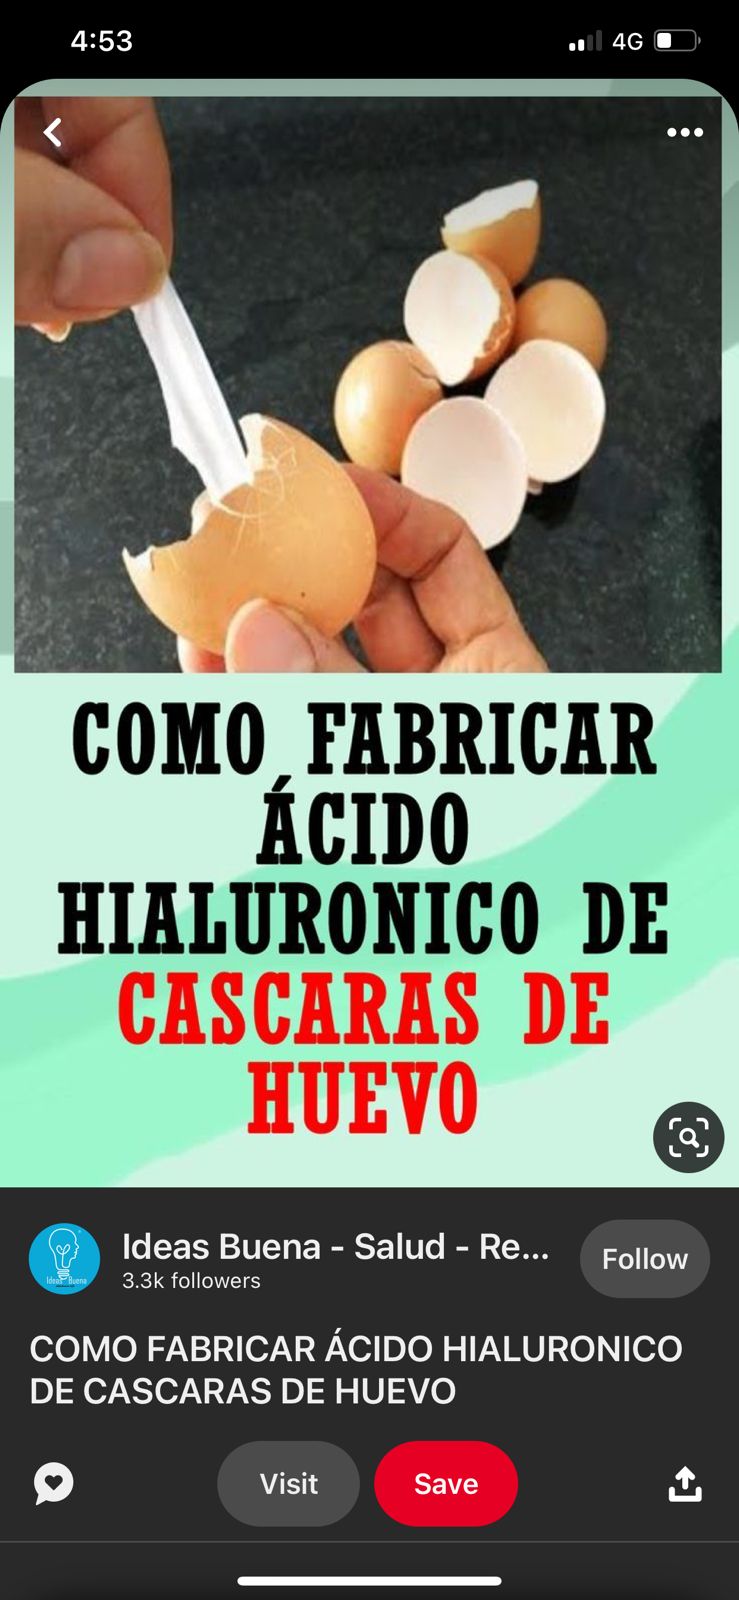 4:53
4G
COMO FABRICAR
ÁCIDO
HIALURONICO DE
CASCARAS DE
HUEVO
Ideas Buena
Ideas Buena - Salud - Re...
3.3k followers
Follow
COMO FABRICAR ÁCIDO HIALURONICO
DE CASCARAS DE HUEVO
Visit
Save